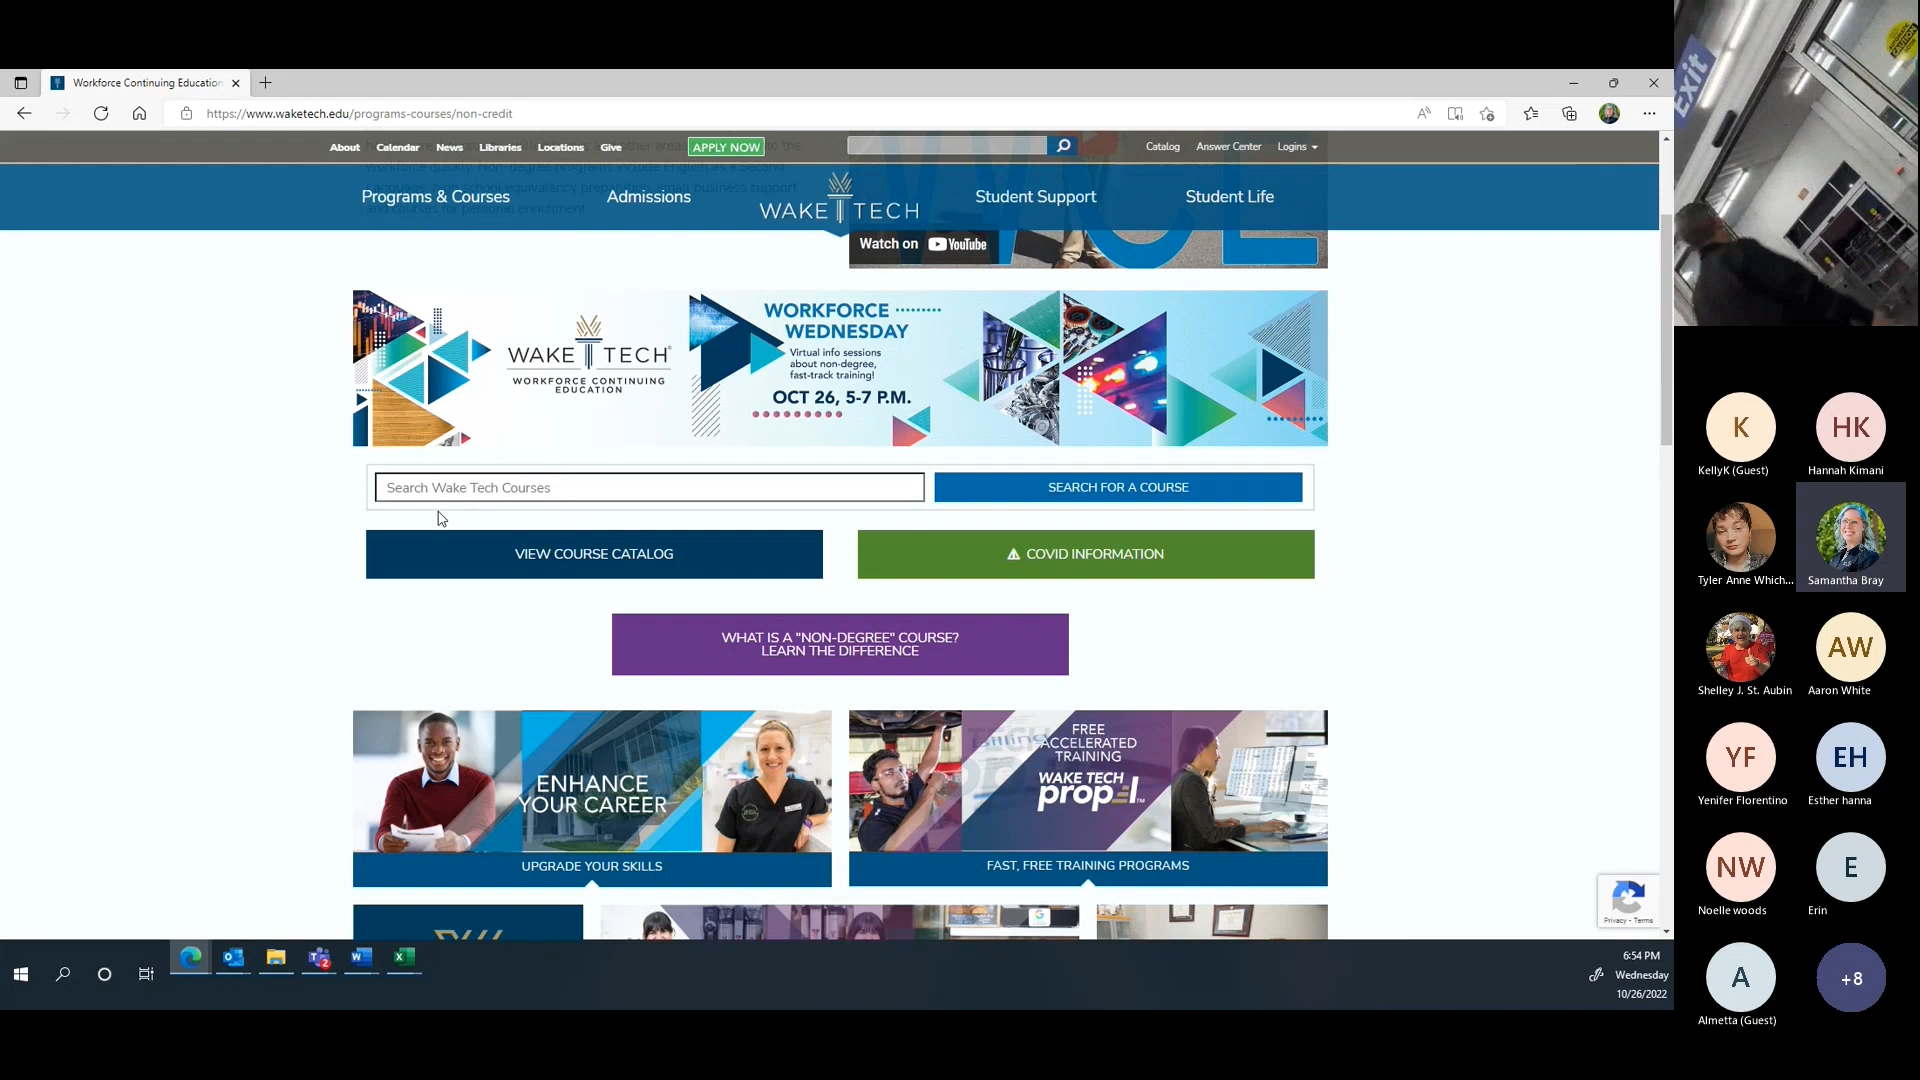 Workforce Continuing Education
https://www.waketech.edu/programs-courses/non-credit
About Calendar News Libraries Locations Give APPLY NOW Catalog Answer Center Logins
Programs & Courses Admissions WAKE TECH Student Support Student Life
Watch on YouTube
WAKE TECH
WORKFORCE CONTINUING
EDUCATION
WORKFORCE
WEDNESDAY
Virtual info sessions
about non-degree,
fast-track training!
OCT 26, 5-7 P.M.
Search Wake Tech Courses SEARCH FOR A COURSE
VIEW COURSE CATALOG COVID INFORMATION
WHAT IS A "NON-DEGREE" COURSE?
LEARN THE DIFFERENCE
ENHANCE
YOUR CAREER
UPGRADE YOUR SKILLS
FREE
ACCELERATED
TRAINING
WAKE TECH
propel™
FAST, FREE TRAINING PROGRAMS
Privacy - Terms
6:54 PM
Wednesday
10/26/2022
Exit
CAUTION
K HK
KellyK (Guest) Hannah Kimani
Tyler Anne Which... Samantha Bray
AW
Shelley J. St. Aubin Aaron White
YF EH
Yenifer Florentino Esther hanna
NW E
Noelle woods Erin
A +8
Almetta (Guest)